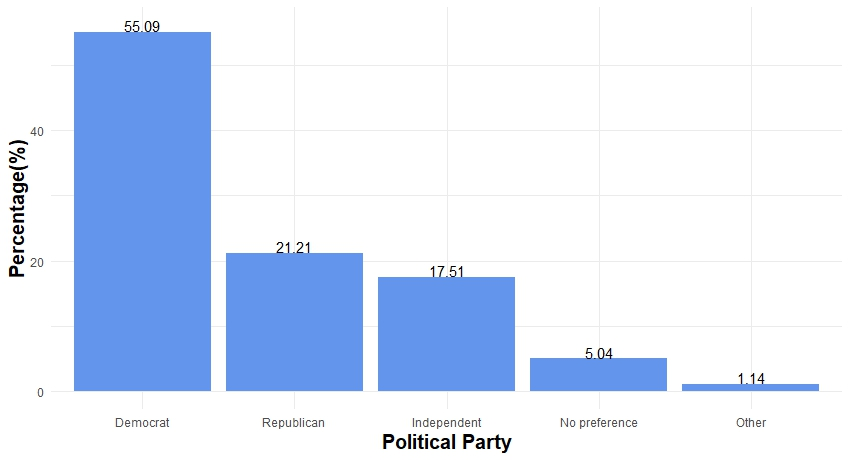 55.09
21.21
17.51
5.04
1.14
Percentage(%)
40
20
0
Democrat Republican Independent No preference Other
Political Party